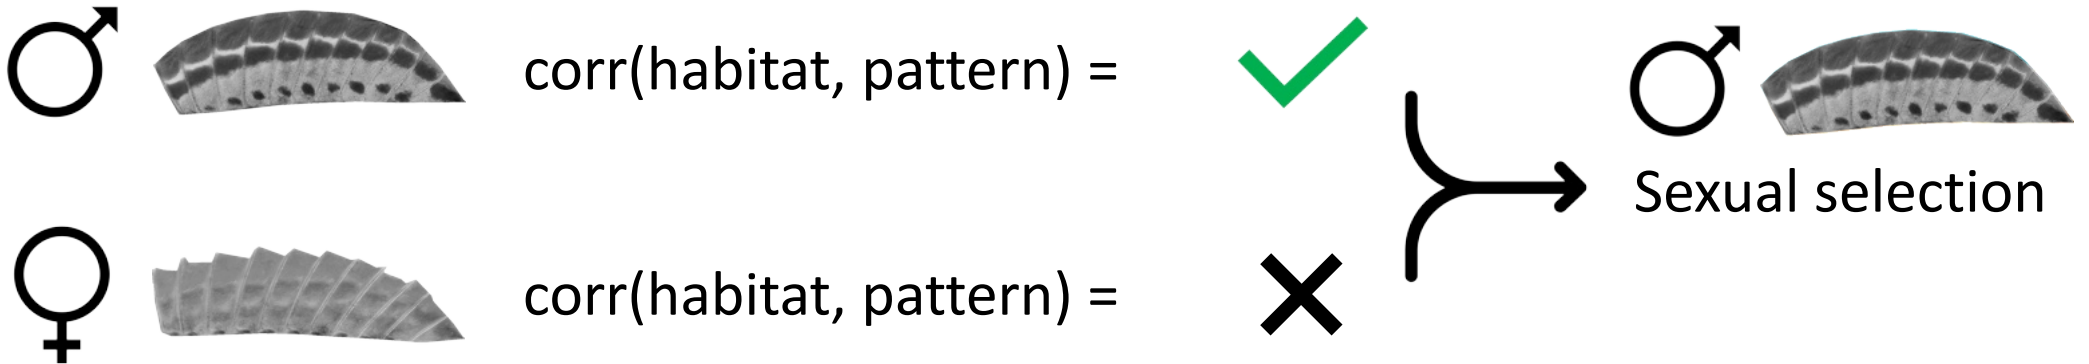 corr(habitat, pattern) =
Sexual selection
corr(habitat, pattern) =